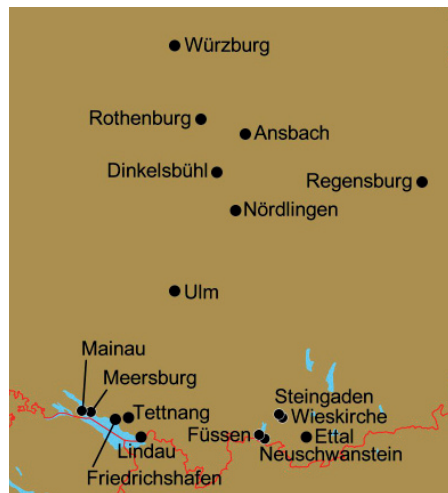 Würzburg
Rothenburg
Ansbach
Dinkelsbühl
Regensburg
Nördlingen
Ulm
Mainau
Meersburg
Tettnang
Steingaden
Wieskirche
Füssen
Ettal
Lindau
Neuschwanstein
Friedrichshafen